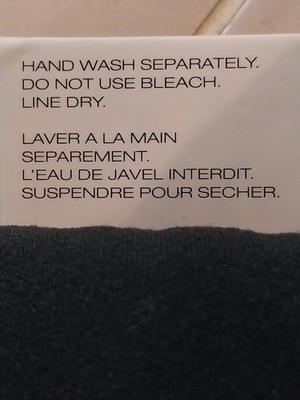 HAND WASH SEPARATELY.
DO NOT USE BLEACH.
LINE DRY.
LAVER A LA MAIN
SEPAREMENT.
L'EAU DE JAVEL INTERDIT.
SUSPENDRE POUR SECHER.